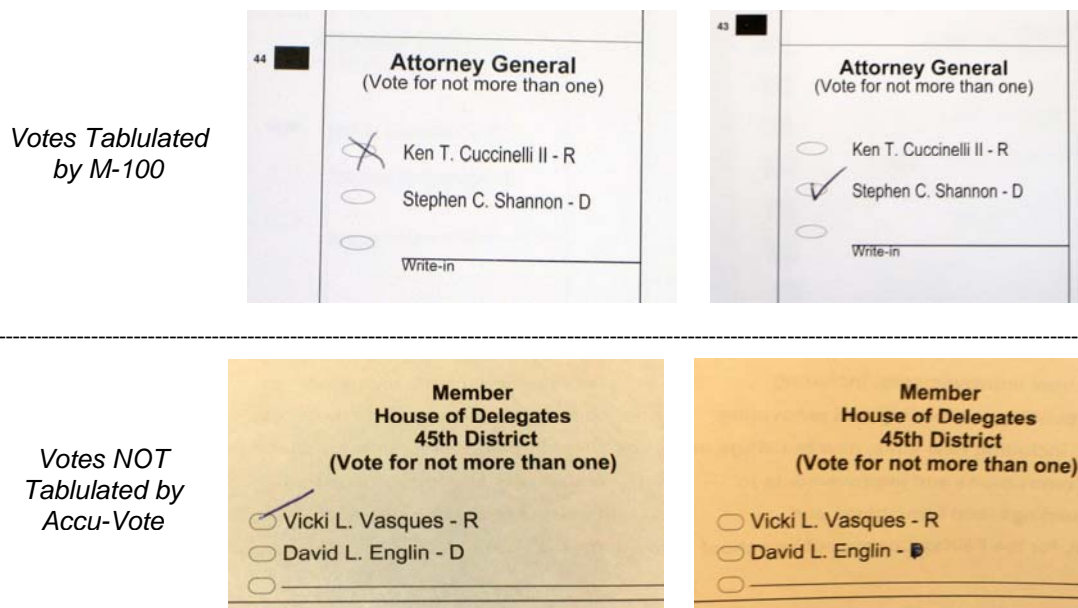 Votes Tablulated
by M-100
44
Attorney General
(Vote for not more than one)
Ken T. Cuccinelli II - R
Stephen C. Shannon - D
Write-in
43
Attorney General
(Vote for not more than one)
Ken T. Cuccinelli II - R
Stephen C. Shannon - D
Write-in
Votes NOT
Tablulated by
Accu-Vote
Member
House of Delegates
45th District
(Vote for not more than one)
Vicki L. Vasques - R
David L. Englin - D
Member
House of Delegates
45th District
(Vote for not more than one)
Vicki L. Vasques - R
David L. Englin - D